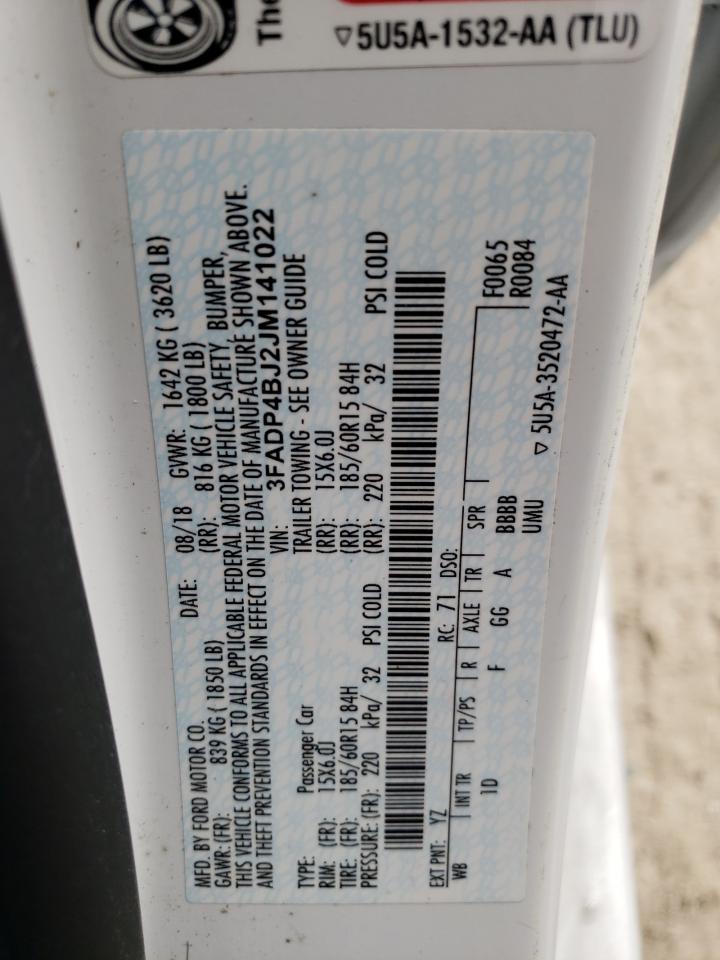 The
▽5U5A-1532-AA (TLU)
MFD. BY FORD MOTOR CO. DATE: 08/18 GVWR: 1642 KG ( 3620 LB)
GAWR: (FR): 839 KG ( 1850 LB) (RR): 816 KG ( 1800 LB)
THIS VEHICLE CONFORMS TO ALL APPLICABLE FEDERAL MOTOR VEHICLE SAFETY, BUMPER,
AND THEFT PREVENTION STANDARDS IN EFFECT ON THE DATE OF MANUFACTURE SHOWN ABOVE.
VIN: 3FADP4BJ2JM141022
TYPE: Passenger Car TRAILER TOWING - SEE OWNER GUIDE
RIM: (FR): 15X6.0J (RR): 15X6.0J
TIRE: (FR): 185/60R15 84H (RR): 185/60R15 84H
PRESSURE: (FR): 220 kPa/ 32 PSI COLD (RR): 220 kPa/ 32 PSI COLD
EXT PNT: YZ RC: 71 DSO: F0065
WB INT TR TP/PS R AXLE TR SPR R0084
1D F GG A BBBB
UMU ▽ 5U5A-3520472-AA